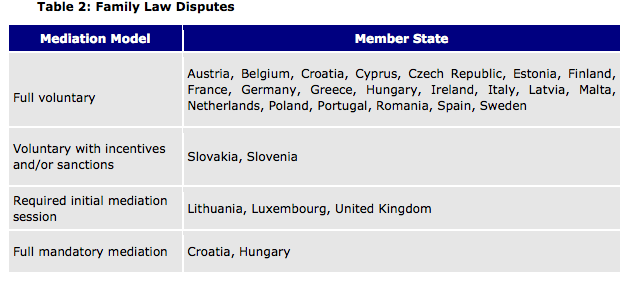 Table 2: Family Law Disputes
Mediation Model
Member State
Full voluntary
Austria, Belgium, Croatia, Cyprus, Czech Republic, Estonia, Finland,
France, Germany, Greece, Hungary, Ireland, Italy, Latvia, Malta,
Netherlands, Poland, Portugal, Romania, Spain, Sweden
Voluntary with incentives
and/or sanctions
Slovakia, Slovenia
Required initial mediation
session
Lithuania, Luxembourg, United Kingdom
Full mandatory mediation
Croatia, Hungary